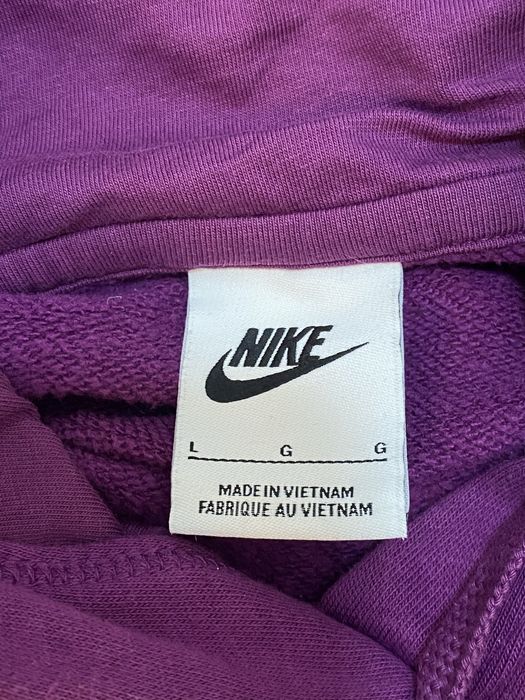 NIKE
L G G
MADE IN VIETNAM
FABRIQUE AU VIETNAM